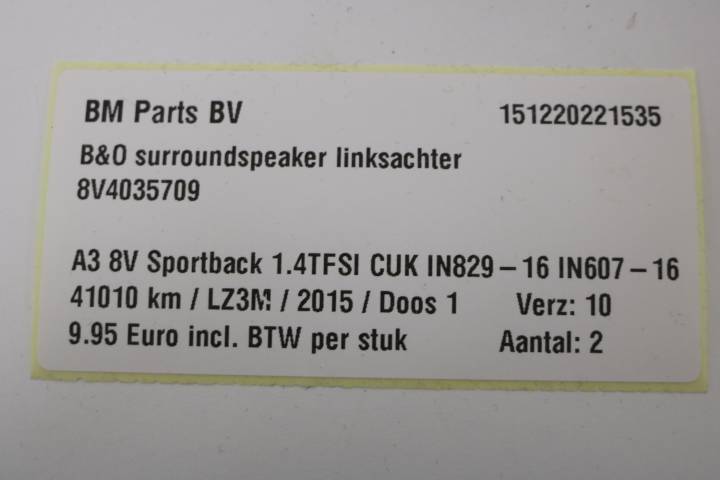 BM Parts BV 151220221535
B&O surroundspeaker linksachter
8V4035709
A3 8V Sportback 1.4TFSI CUK IN829-16 IN607-16
41010 km / LZ3M / 2015 / Doos 1 Verz: 10
9.95 Euro incl. BTW per stuk Aantal: 2